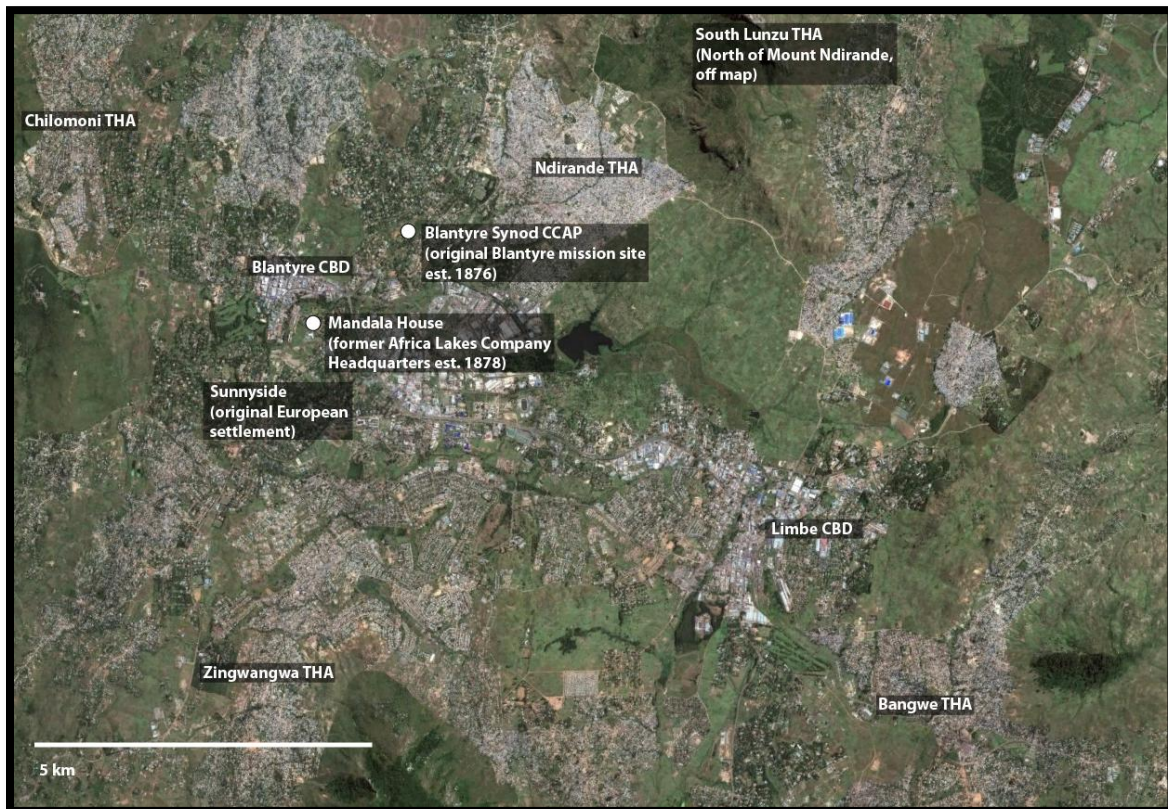 South Lunzu THA
(North of Mount Ndirande,
off map)
Chilomoni THA
Ndirande THA
Blantyre Synod CCAP
(original Blantyre mission site
est. 1876)
Blantyre CBD
Mandala House
(former Africa Lakes Company
Headquarters est. 1878)
Sunnyside
(original European
settlement)
Limbe CBD
Zingwangwa THA
Bangwe THA
5 km